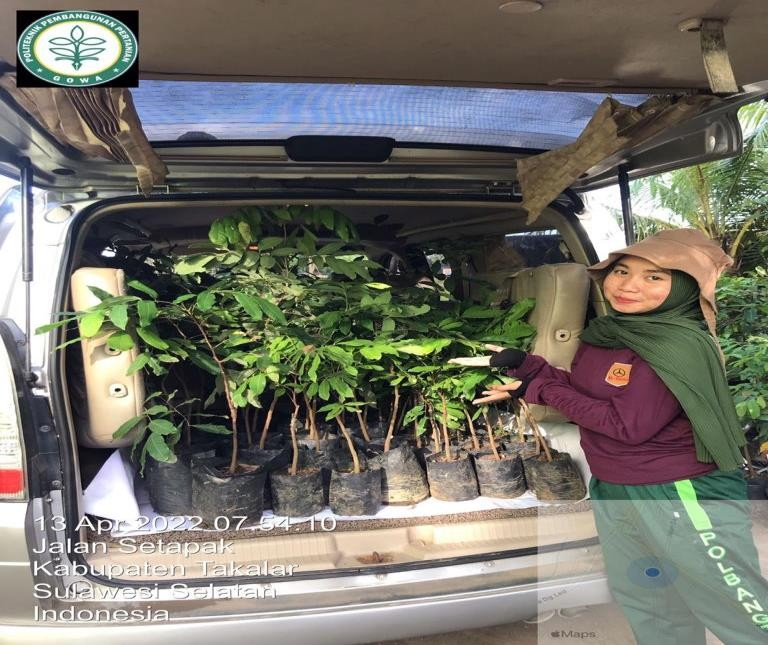 POLITEKNIK PEMBANGUNAN PERTANIAN
GOWA
13 Apr 2022 07.54.10
Jalan Setapak
Kabupaten Takalar
Sulawesi Selatan
Indonesia
POLBANG
Maps